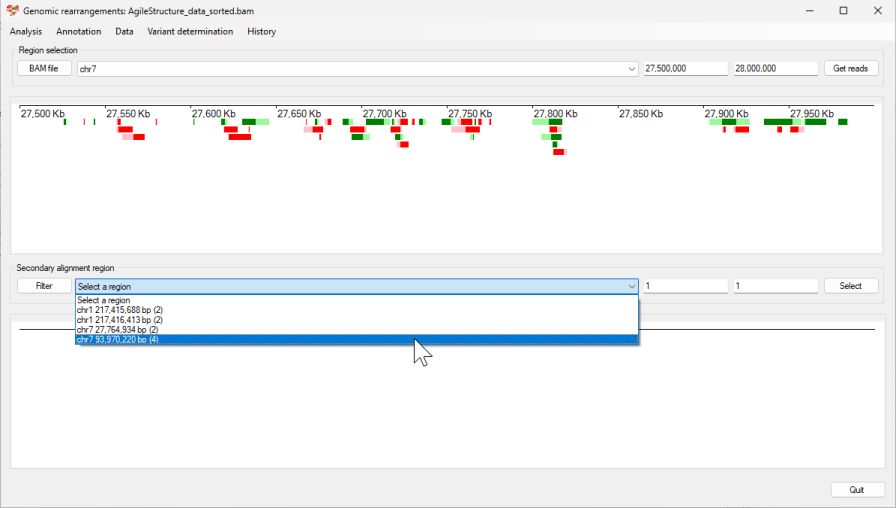 Genomic rearrangements: AgileStructure_data_sorted.bam
Analysis Annotation Data Variant determination History
Region selection
BAM file chr7 27,500,000 28,000,000 Get reads
27,500 Kb 27,550 Kb 27,600 Kb 27,650 Kb 27,700 Kb 27,750 Kb 27,800 Kb 27,850 Kb 27,900 Kb 27,950 Kb
Secondary alignment region
Filter Select a region 1 1 Select
Select a region
chr1 217,415,688 bp (2)
chr1 217,416,413 bp (2)
chr7 27,764,934 bp (2)
chr7 93,970,220 bp (4)
Quit